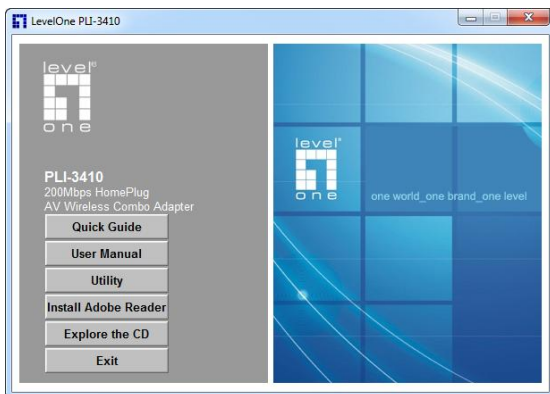 LevelOne PLI-3410
level®
one
PLI-3410
200Mbps HomePlug
AV Wireless Combo Adapter
Quick Guide
User Manual
Utility
Install Adobe Reader
Explore the CD
Exit
level®
one
one world_one brand_one level